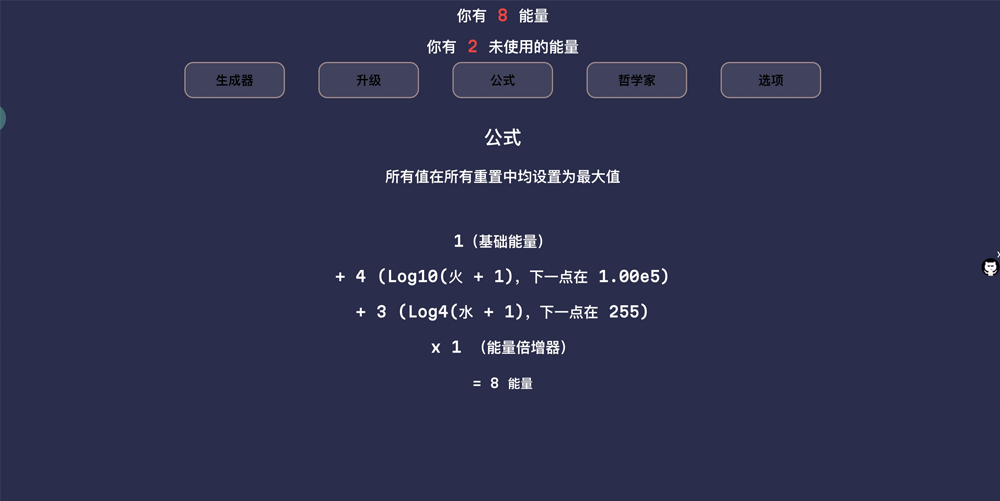 你有 8 能量
你有 2 未使用的能量
生成器 升级 公式 哲学家 选项
公式
所有值在所有重置中均设置为最大值
1 (基础能量)
+ 4 (Log10(火 + 1), 下一点在 1.00e5)
+ 3 (Log4(水 + 1), 下一点在 255)
x 1 (能量倍增器)
= 8 能量